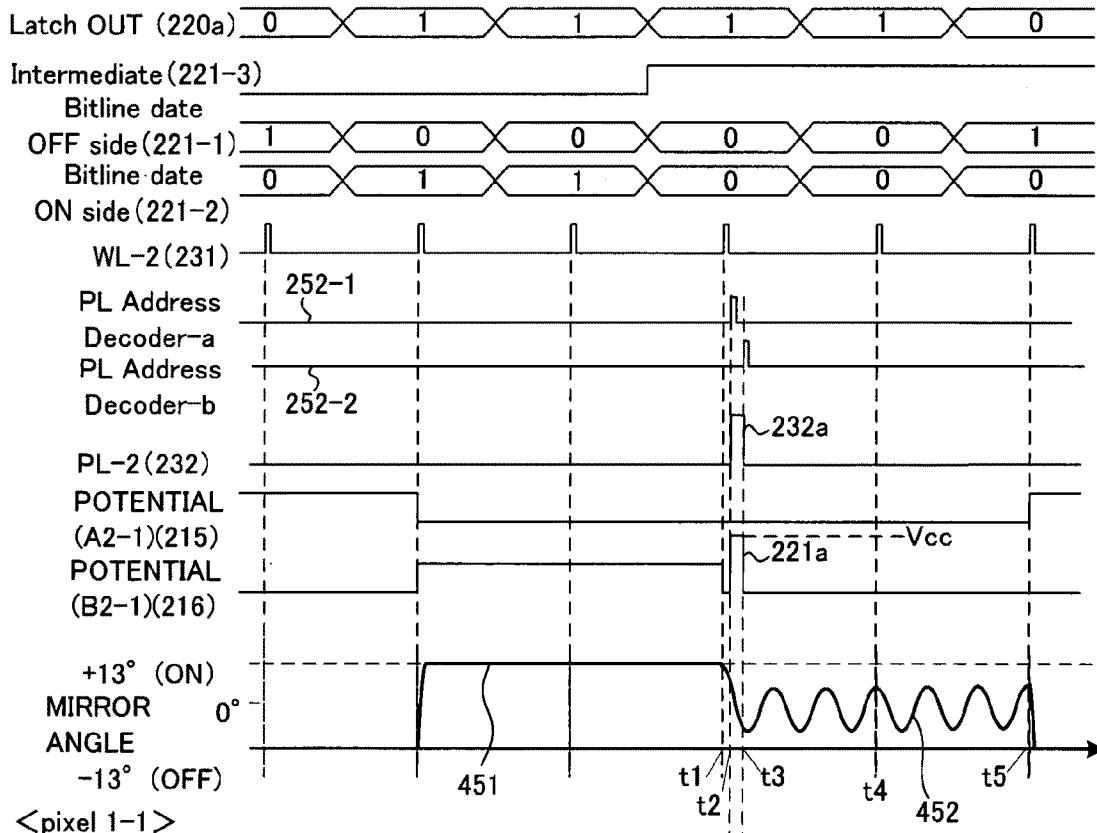 Latch OUT (220a) 0 1 1 1 1 0
Intermediate(221-3)
Bitline date
OFF side(221-1) 1 0 0 0 0 1
Bitline date 0 1 1 0 0 0
ON side(221-2)
WL-2(231)
252-1
PL Address
Decoder-a
PL Address
Decoder-b 252-2
232a
PL-2(232)
POTENTIAL
(A2-1)(215) Vcc
221a
POTENTIAL
(B2-1)(216)
+13° (ON)
MIRROR 0°
ANGLE
-13° (OFF) 451 t1 t2 t3 t4 452 t5
<pixel 1-1>